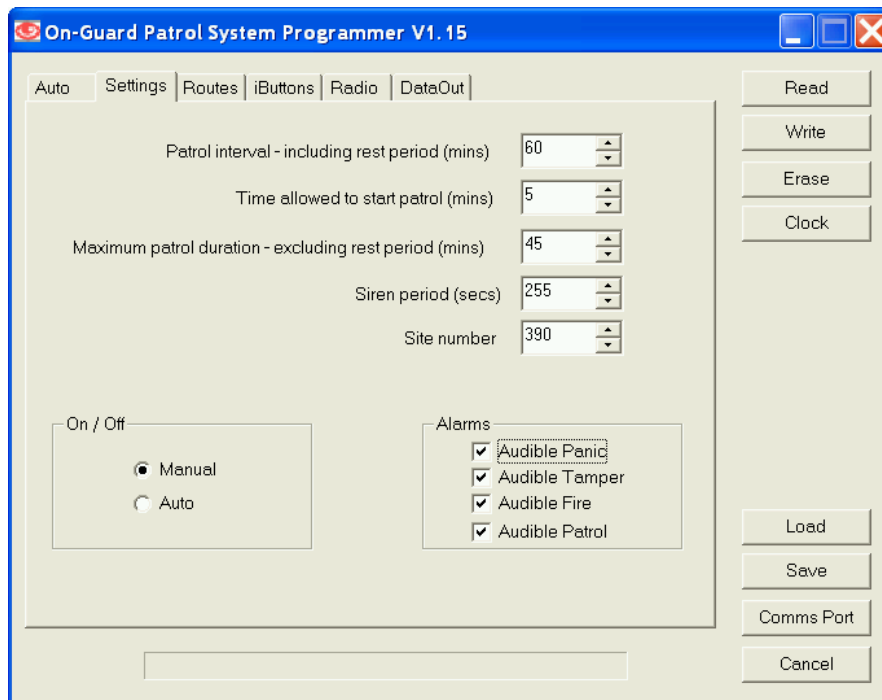 On-Guard Patrol System Programmer V1.15
Auto Settings Routes iButtons Radio DataOut
Patrol interval - including rest period (mins) 60
Time allowed to start patrol (mins) 5
Maximum patrol duration - excluding rest period (mins) 45
Siren period (secs) 255
Site number 390
On / Off
Manual
Auto
Alarms
Audible Panic
Audible Tamper
Audible Fire
Audible Patrol
Read
Write
Erase
Clock
Load
Save
Comms Port
Cancel